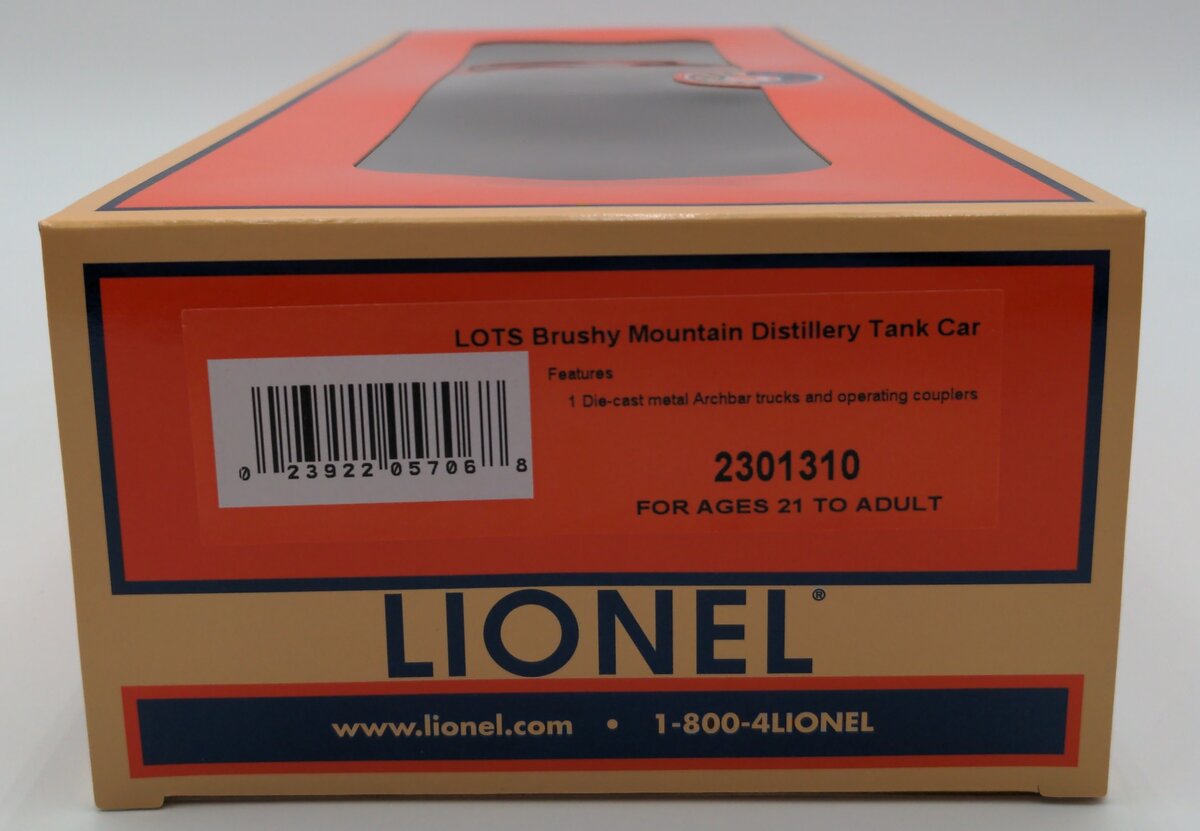 LOTS Brushy Mountain Distillery Tank Car
Features
1 Die-cast metal Archbar trucks and operating couplers
0 23922 05706 8
2301310
FOR AGES 21 TO ADULT
LIONEL®
www.lionel.com • 1-800-4LIONEL